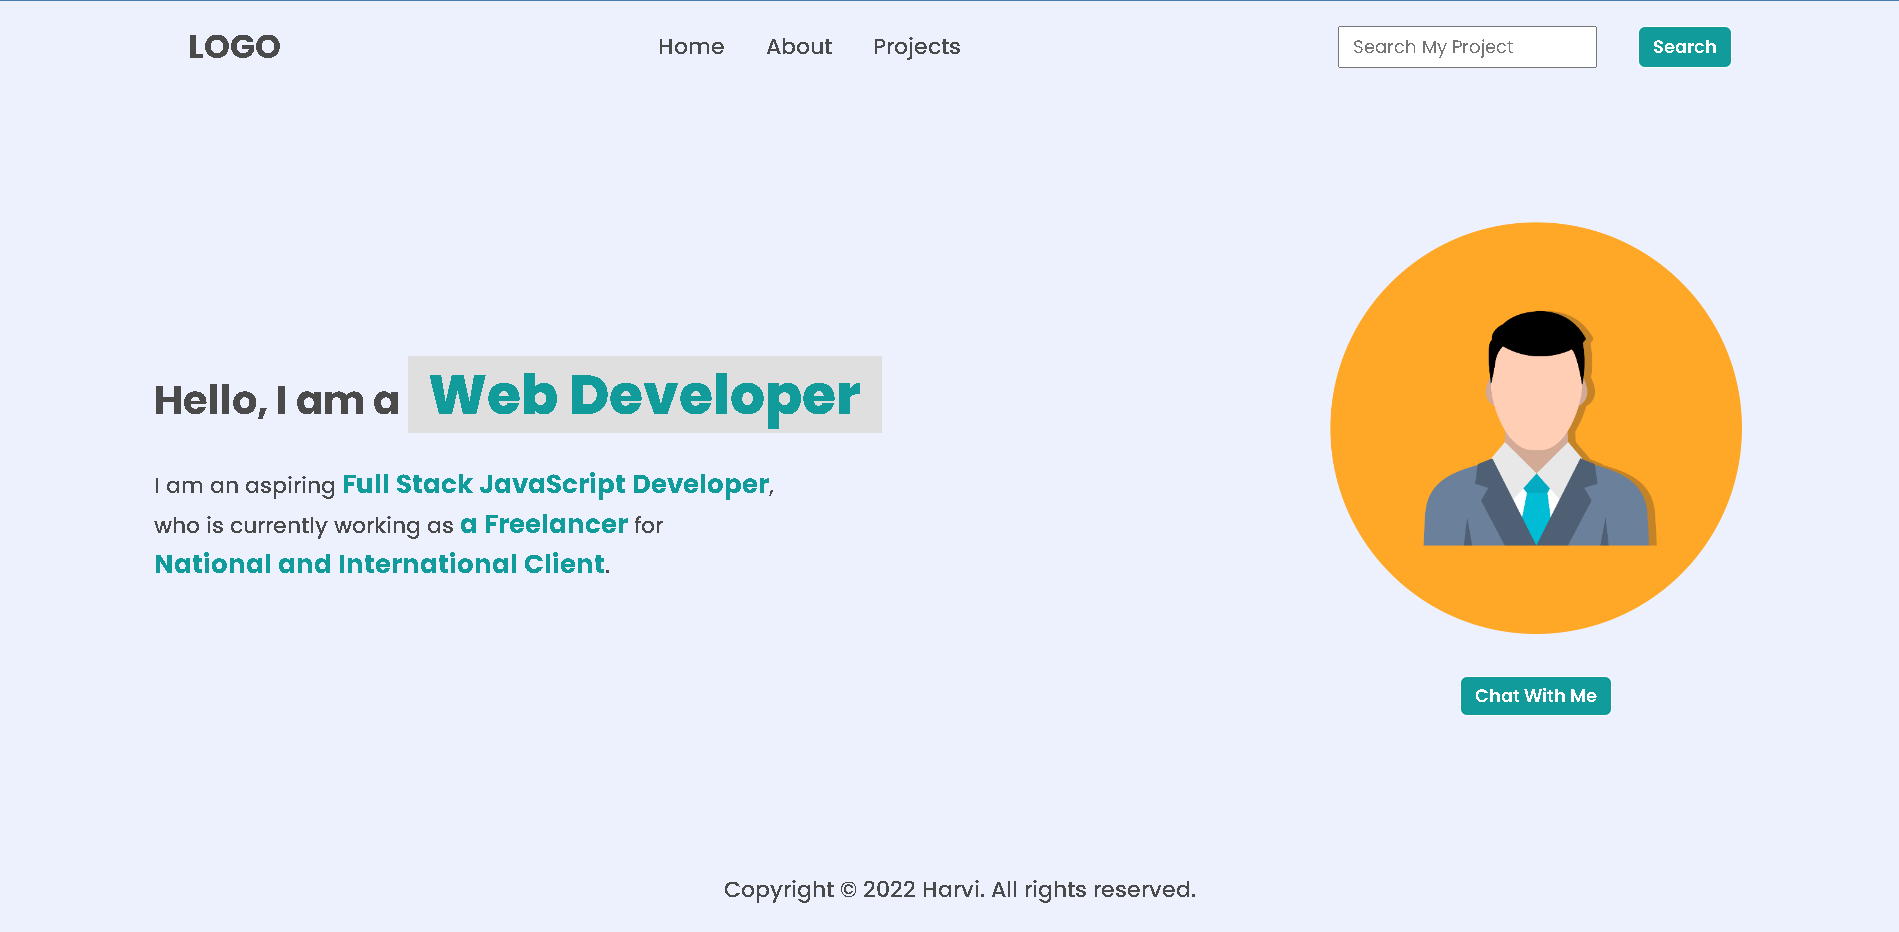 LOGO
Home About Projects
Search My Project
Search
Hello, I am a Web Developer
I am an aspiring Full Stack JavaScript Developer,
who is currently working as a Freelancer for
National and International Client.
Chat With Me
Copyright © 2022 Harvi. All rights reserved.